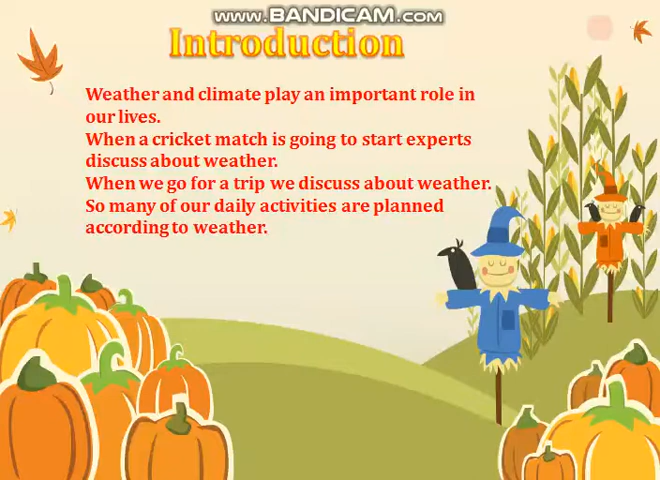 www.BANDICAM.com
Introduction
Weather and climate play an important role in
our lives.
When a cricket match is going to start experts
discuss about weather.
When we go for a trip we discuss about weather.
So many of our daily activities are planned
according to weather.